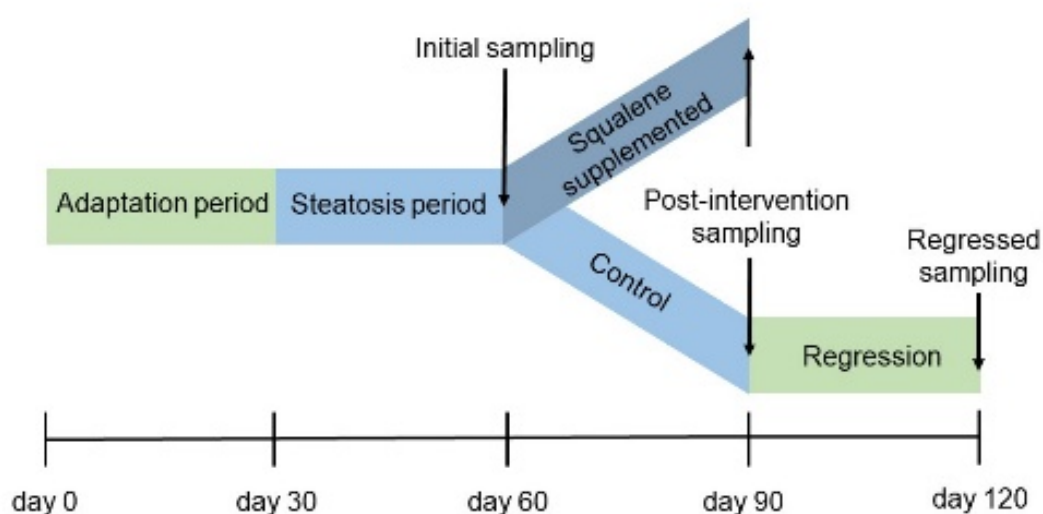 Initial sampling
Squalene
supplemented
Adaptation period
Steatosis period
Post-intervention
sampling
Control
Regressed
sampling
Regression
day 0
day 30
day 60
day 90
day 120